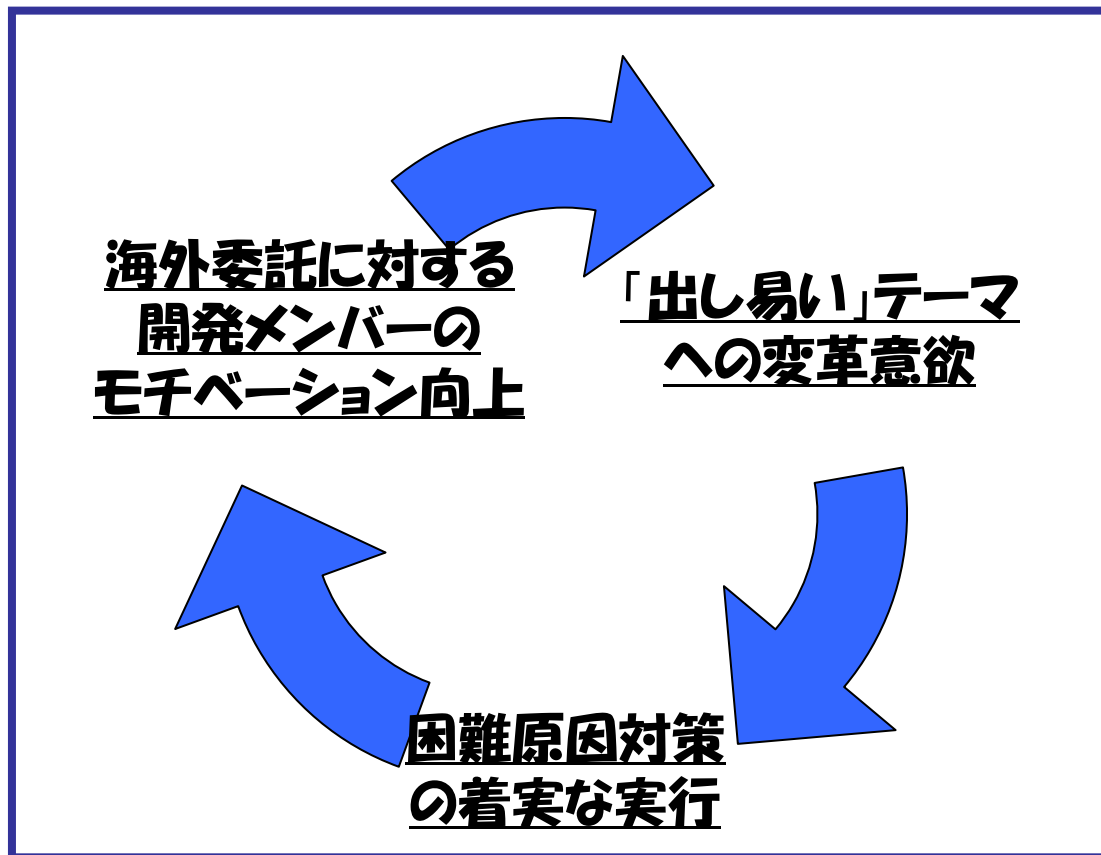 海外委託に対する
開発メンバーの
モチベーション向上
「出し易い」テーマ
への変革意欲
困難原因対策
の着実な実行